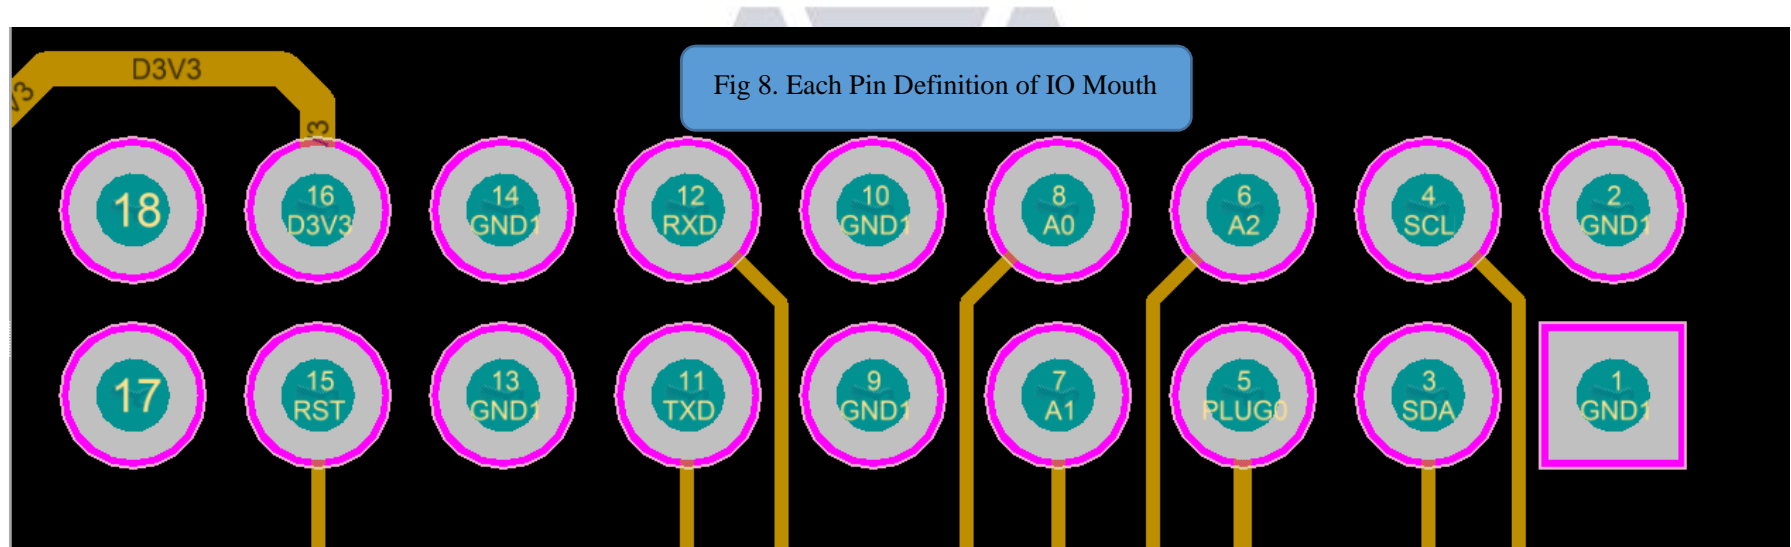 Fig 8. Each Pin Definition of IO Mouth
D3V3
V3
V3
18
16
D3V3
14
GND1
12
RXD
10
GND1
8
A0
6
A2
4
SCL
2
GND1
17
15
RST
13
GND1
11
TXD
9
GND1
7
A1
5
PLUG0
3
SDA
1
GND1